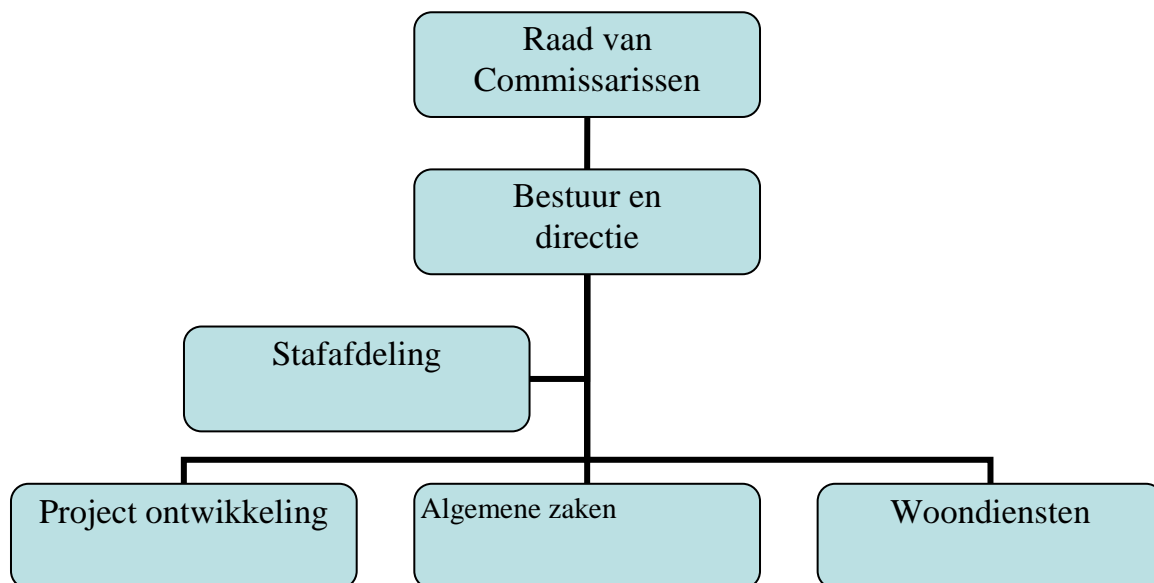 Raad van
Commissarissen
Bestuur en
directie
Stafafdeling
Project ontwikkeling
Algemene zaken
Woondiensten